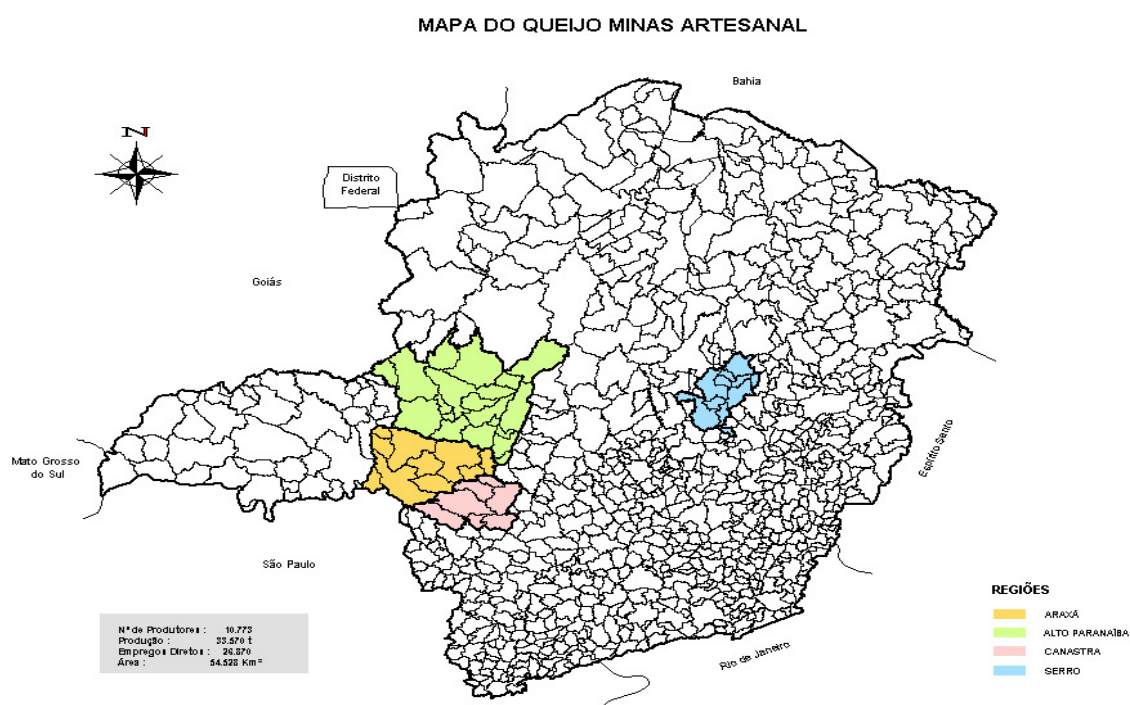 MAPA DO QUEIJO MINAS ARTESANAL
Bahia
N
Distrito
Federal
Goiás
Mato Grosso
do Sul
Espírito Santo
São Paulo
Rio de Janeiro
Nº de Produtores : 10.773
Produção : 33.570 t
Empregos Diretos : 26.870
Área : 54.528 Km²
REGIÕES
ARAXÁ
ALTO PARANAÍBA
CANASTRA
SERRO